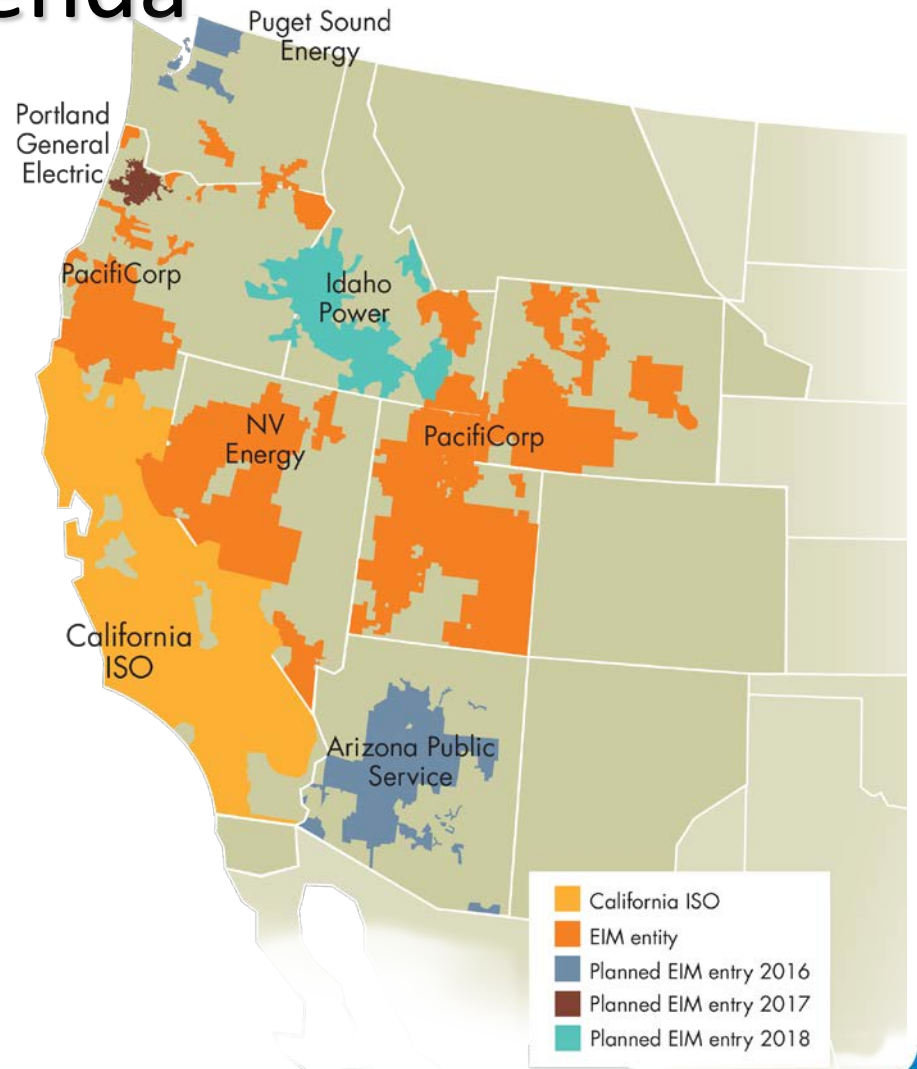 enda
Puget Sound
Energy
Portland
General
Electric
PacifiCorp
Idaho
Power
NV
Energy
PacifiCorp
California
ISO
Arizona Public
Service
California ISO
EIM entity
Planned EIM entry 2016
Planned EIM entry 2017
Planned EIM entry 2018